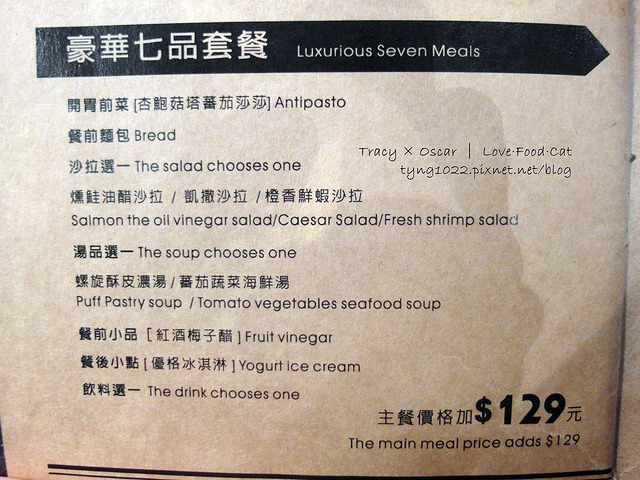 豪華七品套餐 Luxurious Seven Meals
開胃前菜 [杏鮑菇塔蕃茄莎莎] Antipasto
餐前麵包 Bread
Tracy × Oscar | Love·Food·Cat
沙拉選一 The salad chooses one
tyng1022.pixnet.net/blog
燻鮭油醋沙拉 / 凱撒沙拉 / 橙香鮮蝦沙拉
Salmon the oil vinegar salad/Caesar Salad/Fresh shrimp salad
湯品選一 The soup chooses one
螺旋酥皮濃湯 / 蕃茄蔬菜海鮮湯
Puff Pastry soup / Tomato vegetables seafood soup
餐前小品 [ 紅酒梅子醋 ] Fruit vinegar
餐後小點 [ 優格冰淇淋 ] Yogurt ice cream
飲料選一 The drink chooses one
主餐價格加$129元
The main meal price adds $129